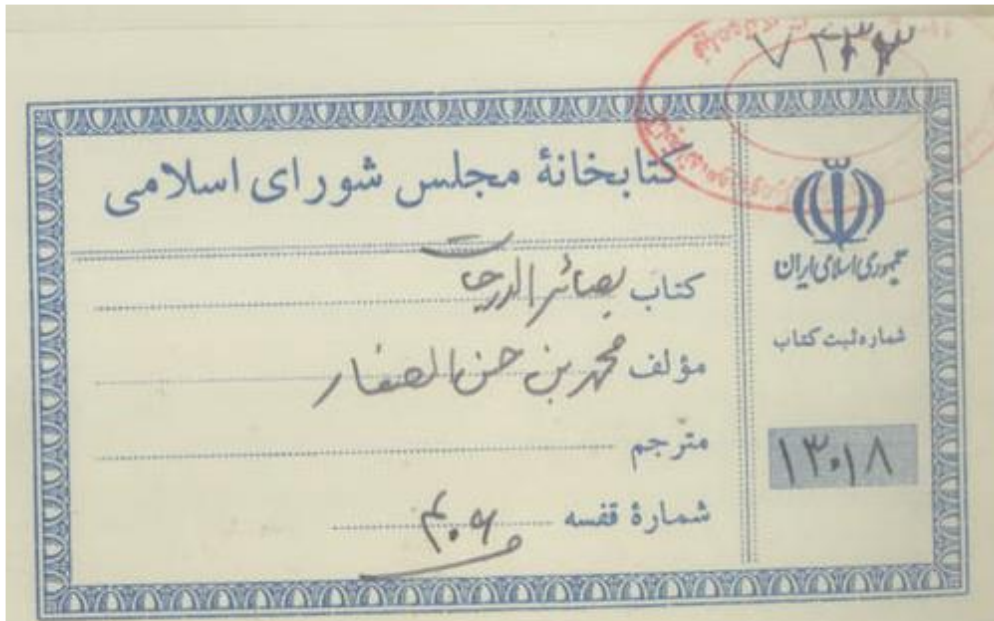 کتابخانهٔ مجلس شورای اسلامی
جمهوری اسلامی ایران
کتاب بصائر الدرجات
مؤلف محمد بن حسن الصفار
مترجم
شماره ثبت کتاب
۱۳۰۱۸
شمارهٔ قفسه